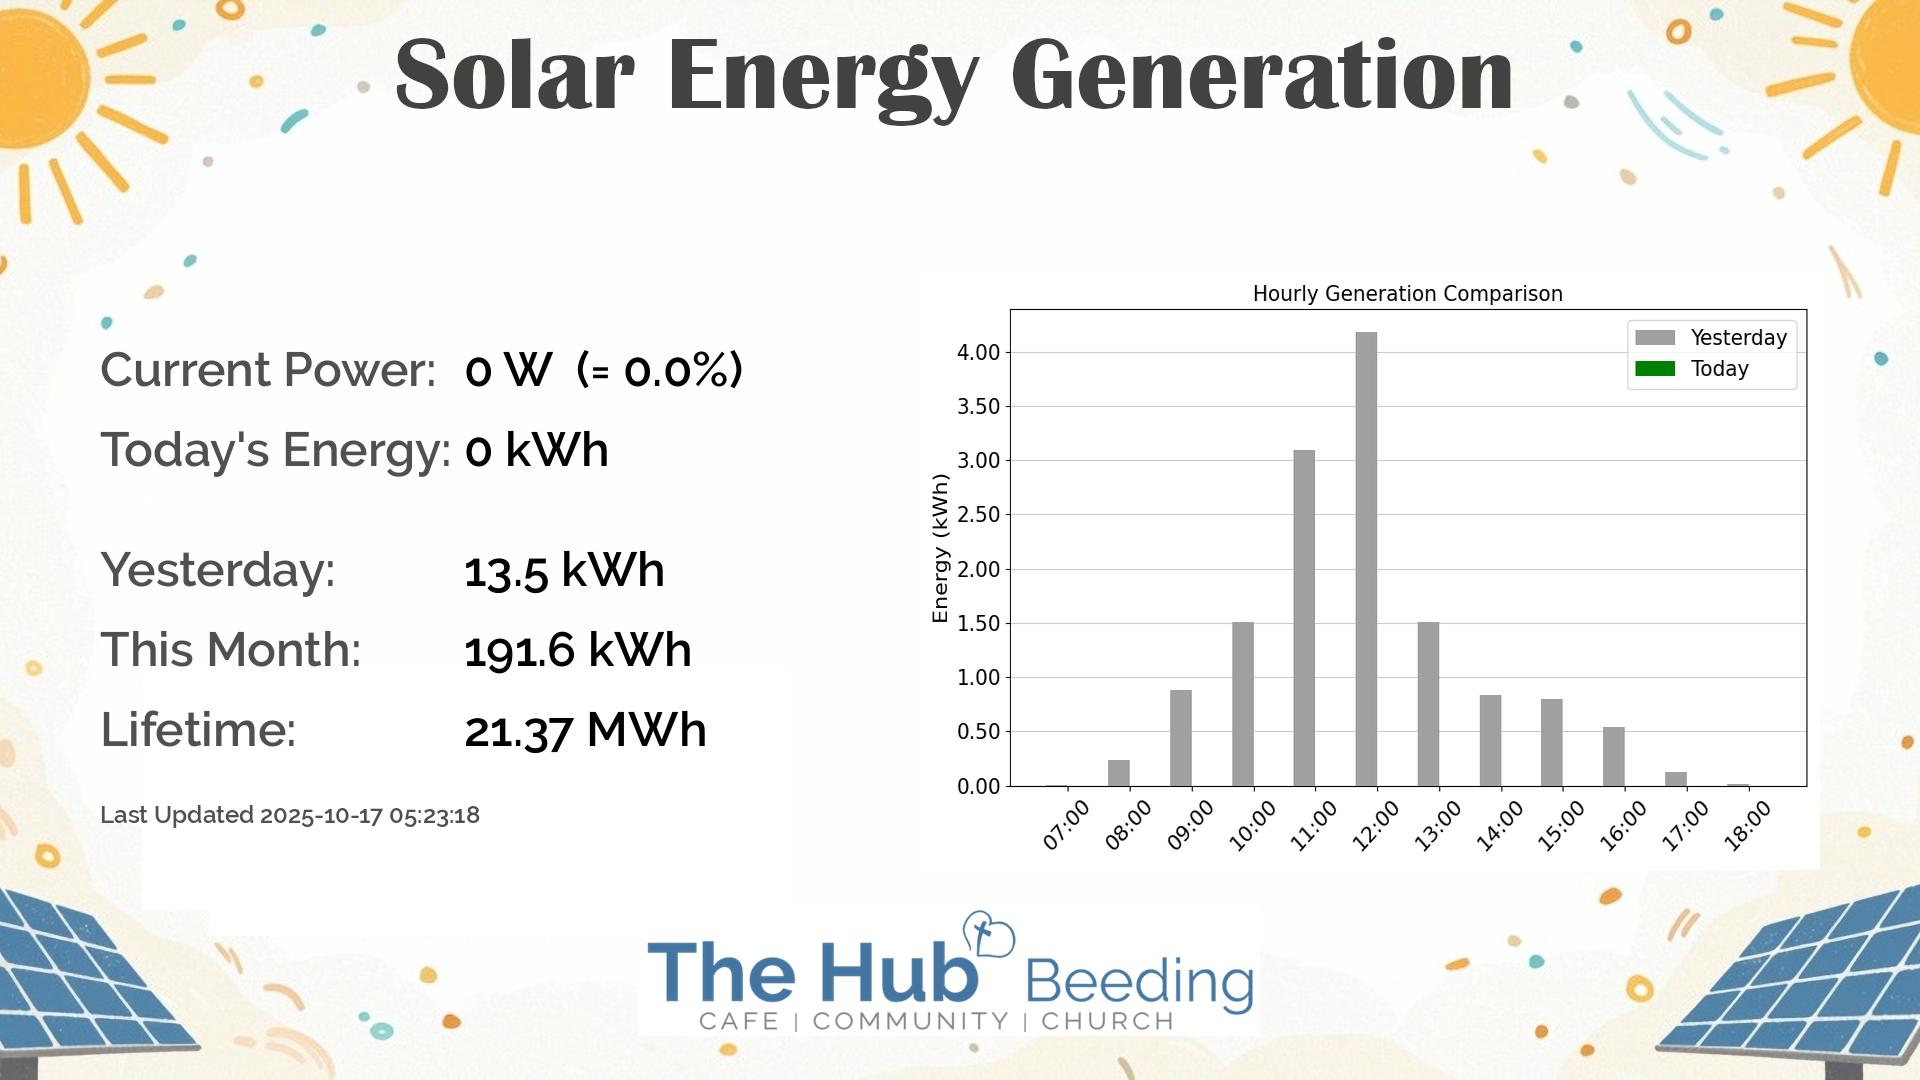 Solar Energy Generation
Current Power: 0 W (= 0.0%)
Today's Energy: 0 kWh
Yesterday: 13.5 kWh
This Month: 191.6 kWh
Lifetime: 21.37 MWh
Last Updated 2025-10-17 05:23:18
Hourly Generation Comparison
Yesterday
Today
Energy (kWh)
4.00
3.50
3.00
2.50
2.00
1.50
1.00
0.50
0.00
07:00 08:00 09:00 10:00 11:00 12:00 13:00 14:00 15:00 16:00 17:00 18:00
The Hub Beeding
CAFE | COMMUNITY | CHURCH